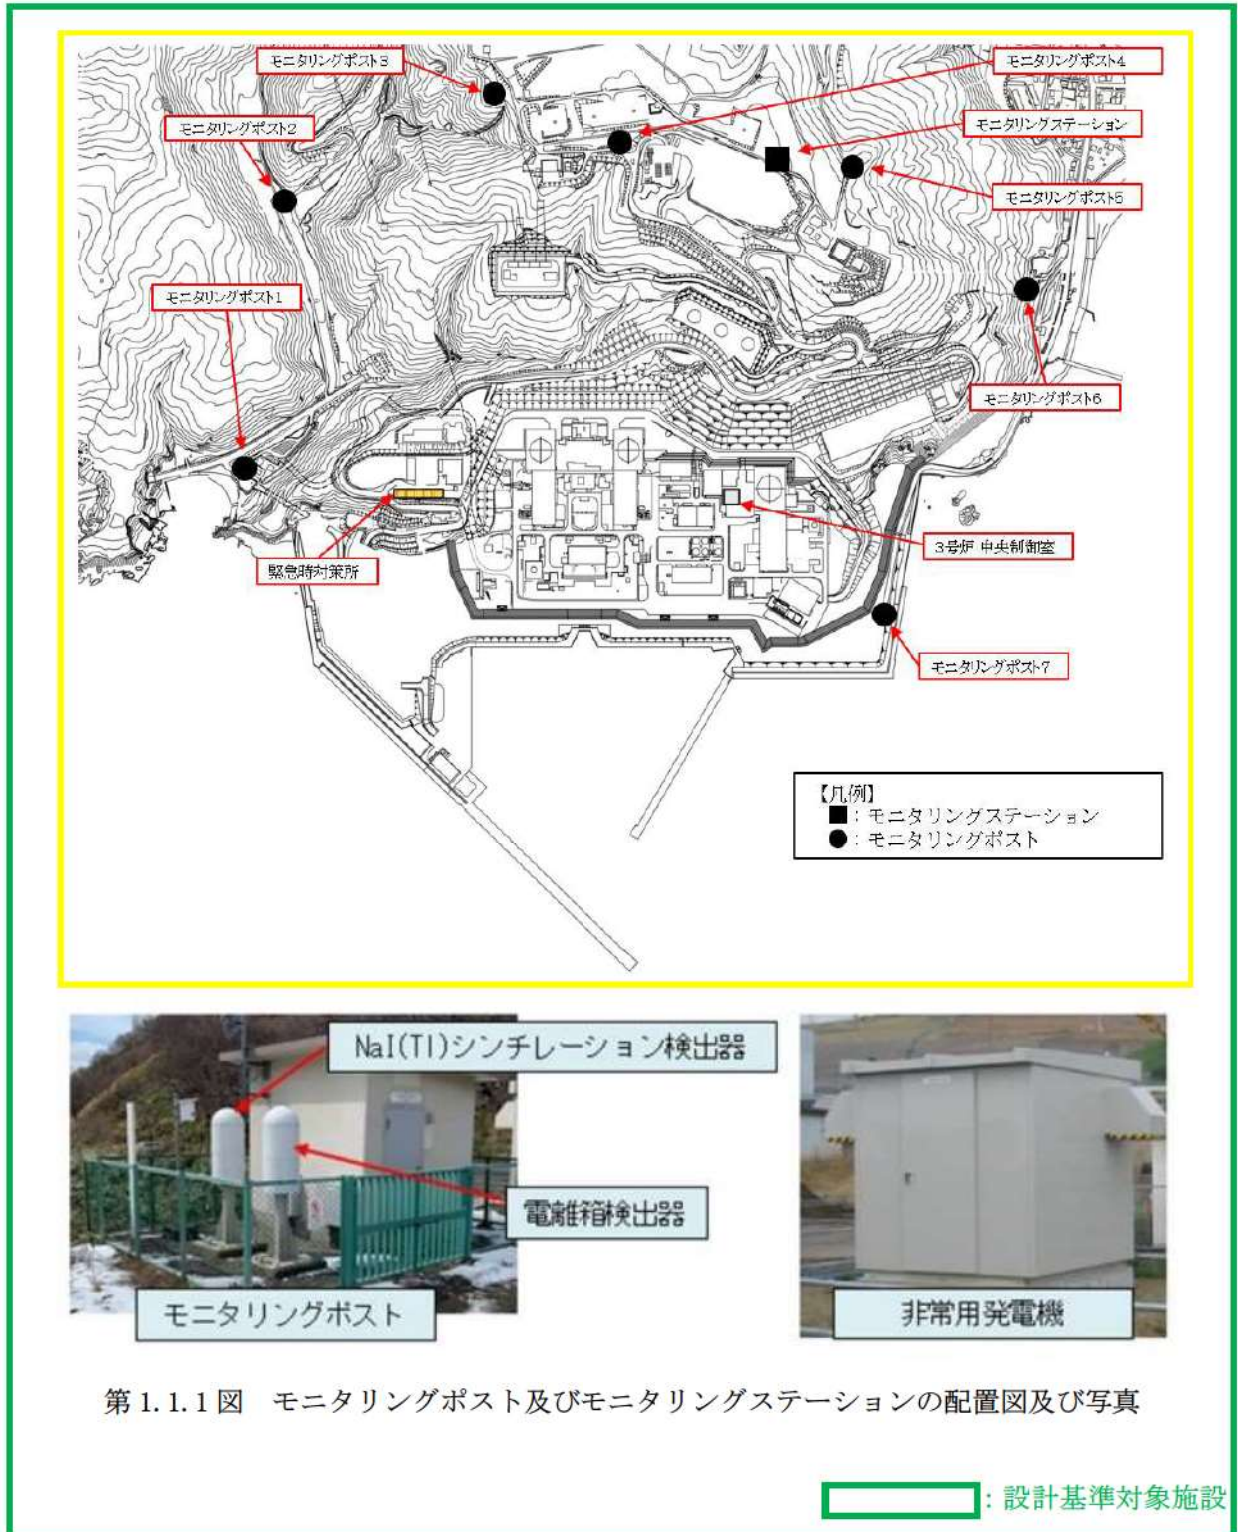 モニタリングポスト3
モニタリングポスト4
モニタリングポスト2
モニタリングステーション
モニタリングポスト5
モニタリングポスト1
モニタリングポスト6
3号炉 中央制御室
緊急時対策所
モニタリングポスト7
【凡例】
■：モニタリングステーション
●：モニタリングポスト
NaI(Tl)シンチレーション検出器
電離箱検出器
モニタリングポスト
非常用発電機
第1.1.1図　モニタリングポスト及びモニタリングステーションの配置図及び写真
：設計基準対象施設